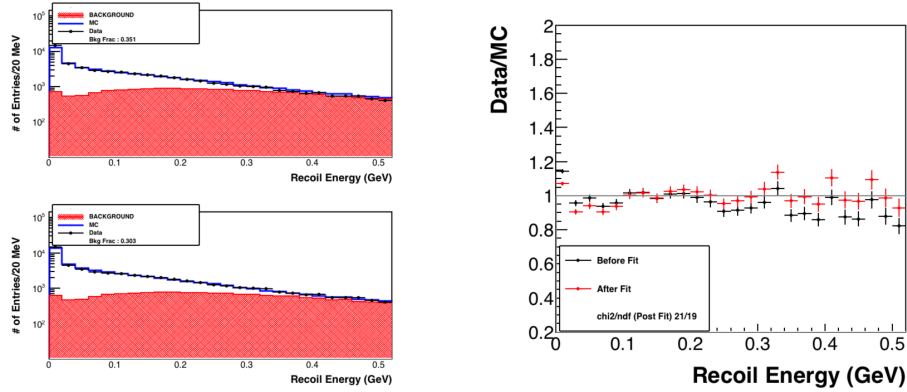 BACKGROUND
MC
Data
Bkg Frac : 0.351
# of Entries/20 MeV
10⁵
10⁴
10³
10²
0 0.1 0.2 0.3 0.4 0.5
Recoil Energy (GeV)
BACKGROUND
MC
Data
Bkg Frac : 0.303
# of Entries/20 MeV
10⁵
10⁴
10³
10²
0 0.1 0.2 0.3 0.4 0.5
Recoil Energy (GeV)
Data/MC
2
1.8
1.6
1.4
1.2
1
0.8
0.6
0.4
0.2
Before Fit
After Fit
chi2/ndf (Post Fit) 21/19
0 0.1 0.2 0.3 0.4 0.5
Recoil Energy (GeV)